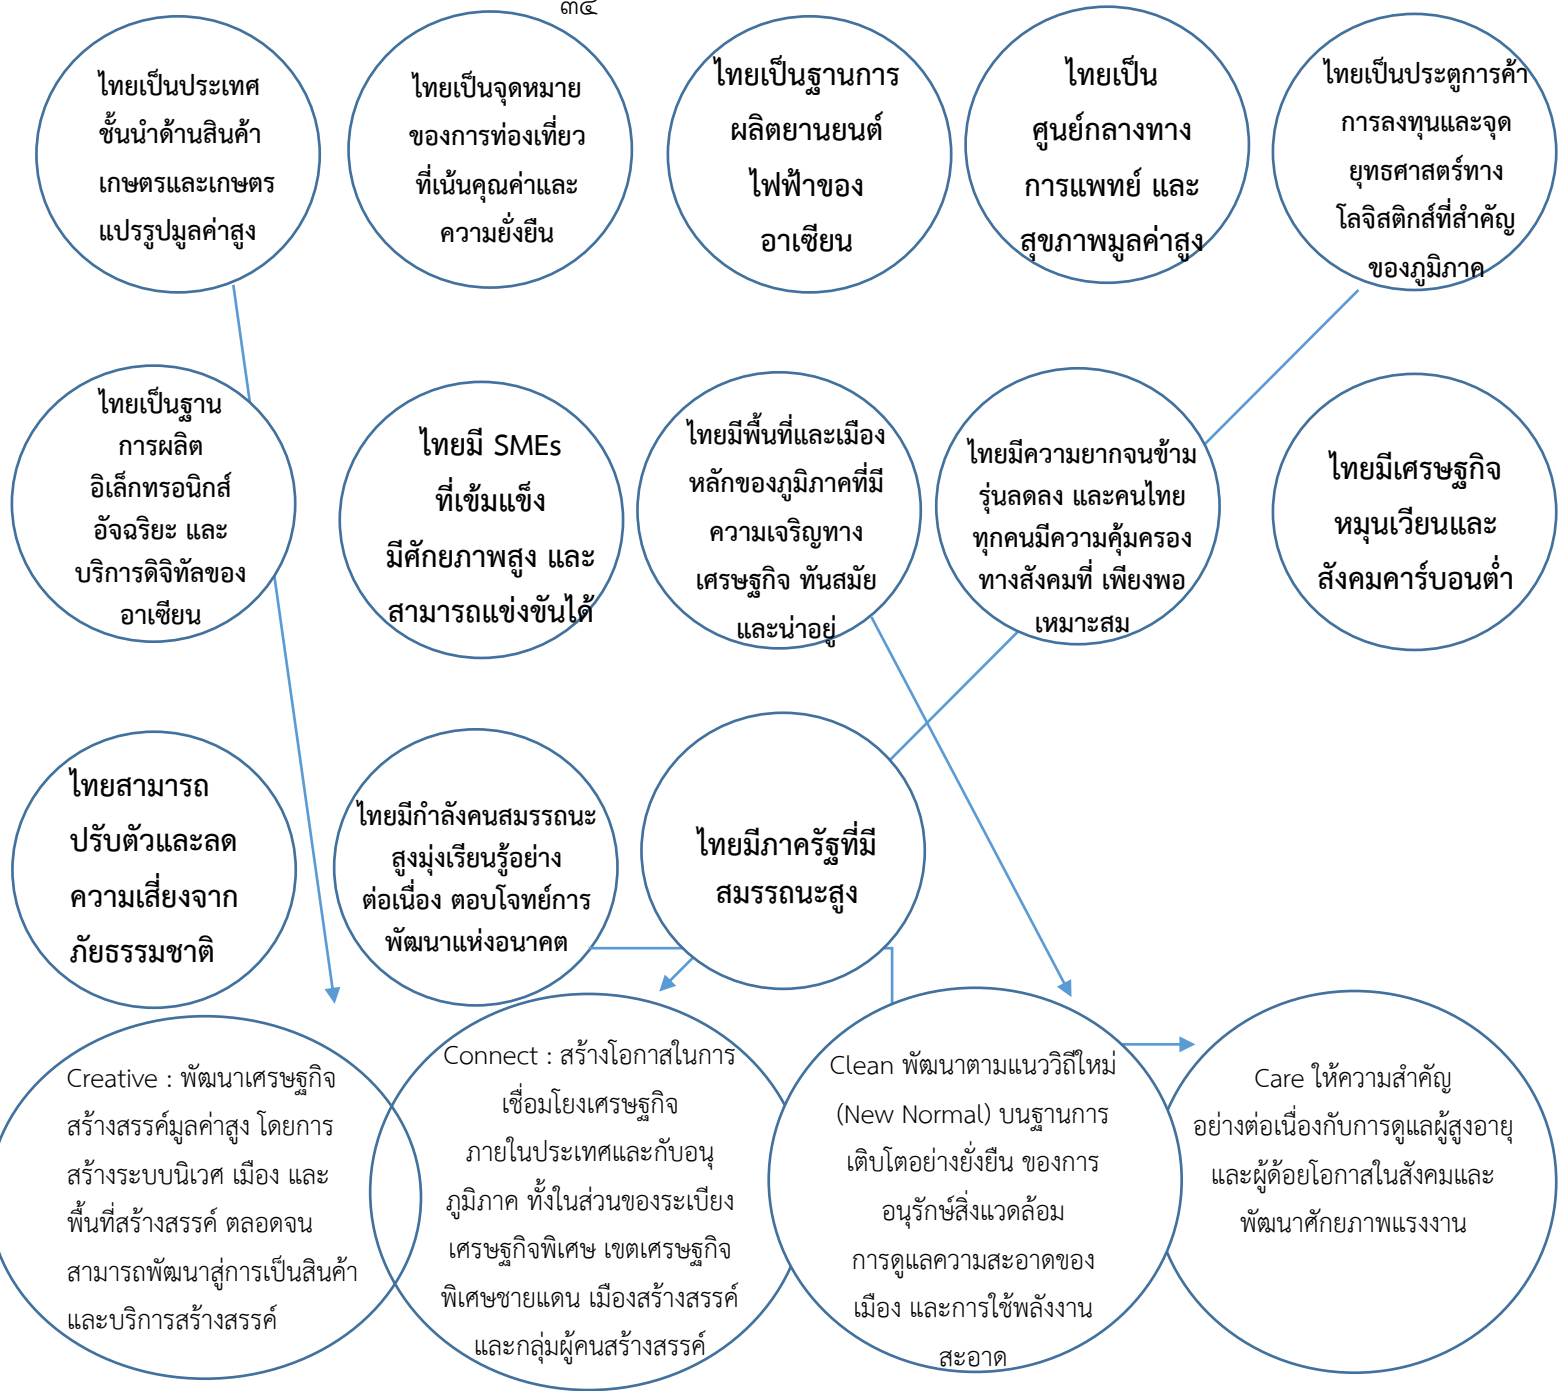 ๓๔
ไทยเป็นประเทศ
ชั้นนำด้านสินค้า
เกษตรและเกษตร
แปรรูปมูลค่าสูง
ไทยเป็นจุดหมาย
ของการท่องเที่ยว
ที่เน้นคุณค่าและ
ความยั่งยืน
ไทยเป็นฐานการ
ผลิตยานยนต์
ไฟฟ้าของ
อาเซียน
ไทยเป็น
ศูนย์กลางทาง
การแพทย์ และ
สุขภาพมูลค่าสูง
ไทยเป็นประตูการค้า
การลงทุนและจุด
ยุทธศาสตร์ทาง
โลจิสติกส์ที่สำคัญ
ของภูมิภาค
ไทยเป็นฐาน
การผลิต
อิเล็กทรอนิกส์
อัจฉริยะ และ
บริการดิจิทัลของ
อาเซียน
ไทยมี SMEs
ที่เข้มแข็ง
มีศักยภาพสูง และ
สามารถแข่งขันได้
ไทยมีพื้นที่และเมือง
หลักของภูมิภาคที่มี
ความเจริญทาง
เศรษฐกิจ ทันสมัย
และน่าอยู่
ไทยมีความยากจนข้าม
รุ่นลดลง และคนไทย
ทุกคนมีความคุ้มครอง
ทางสังคมที่ เพียงพอ
เหมาะสม
ไทยมีเศรษฐกิจ
หมุนเวียนและ
สังคมคาร์บอนต่ำ
ไทยสามารถ
ปรับตัวและลด
ความเสี่ยงจาก
ภัยธรรมชาติ
ไทยมีกำลังคนสมรรถนะ
สูงมุ่งเรียนรู้อย่าง
ต่อเนื่อง ตอบโจทย์การ
พัฒนาแห่งอนาคต
ไทยมีภาครัฐที่มี
สมรรถนะสูง
Creative : พัฒนาเศรษฐกิจ
สร้างสรรค์มูลค่าสูง โดยการ
สร้างระบบนิเวศ เมือง และ
พื้นที่สร้างสรรค์ ตลอดจน
สามารถพัฒนาสู่การเป็นสินค้า
และบริการสร้างสรรค์
Connect : สร้างโอกาสในการ
เชื่อมโยงเศรษฐกิจ
ภายในประเทศและกับอนุ
ภูมิภาค ทั้งในส่วนของระเบียง
เศรษฐกิจพิเศษ เขตเศรษฐกิจ
พิเศษชายแดน เมืองสร้างสรรค์
และกลุ่มผู้คนสร้างสรรค์
Clean พัฒนาตามแนววิถีใหม่
(New Normal) บนฐานการ
เติบโตอย่างยั่งยืน ของการ
อนุรักษ์สิ่งแวดล้อม
การดูแลความสะอาดของ
เมือง และการใช้พลังงาน
สะอาด
Care ให้ความสำคัญ
อย่างต่อเนื่องกับการดูแลผู้สูงอายุ
และผู้ด้อยโอกาสในสังคมและ
พัฒนาศักยภาพแรงงาน